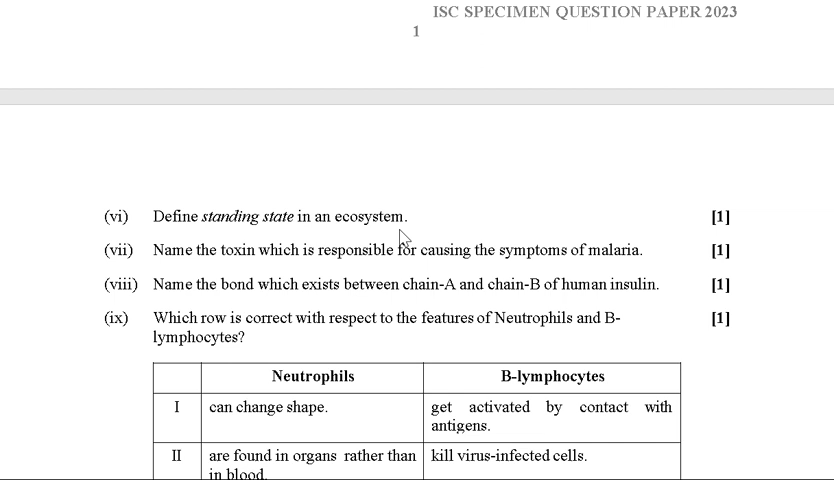 ISC SPECIMEN QUESTION PAPER 2023
1
(vi) Define standing state in an ecosystem. [1]
(vii) Name the toxin which is responsible for causing the symptoms of malaria. [1]
(viii) Name the bond which exists between chain-A and chain-B of human insulin. [1]
(ix) Which row is correct with respect to the features of Neutrophils and B- [1]
lymphocytes?
Neutrophils B-lymphocytes
I can change shape. get activated by contact with
antigens.
II are found in organs rather than kill virus-infected cells.
in blood.